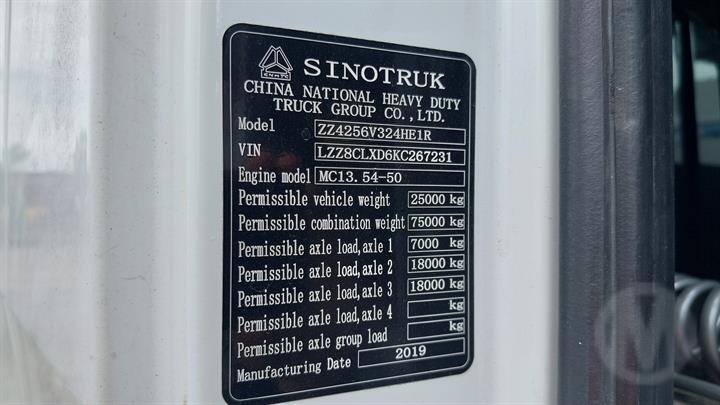 CNHTC
SINOTRUK
CHINA NATIONAL HEAVY DUTY
TRUCK GROUP CO.,LTD.
Model ZZ4256V324HE1R
VIN LZZ8CLXD6KC267231
Engine model MC13.54-50
Permissible vehicle weight 25000 kg
Permissible combination weight 75000 kg
Permissible axle load,axle 1 7000 kg
Permissible axle load,axle 2 18000 kg
Permissible axle load,axle 3 18000 kg
Permissible axle load,axle 4 kg
Permissible axle group load kg
Manufacturing Date 2019
M